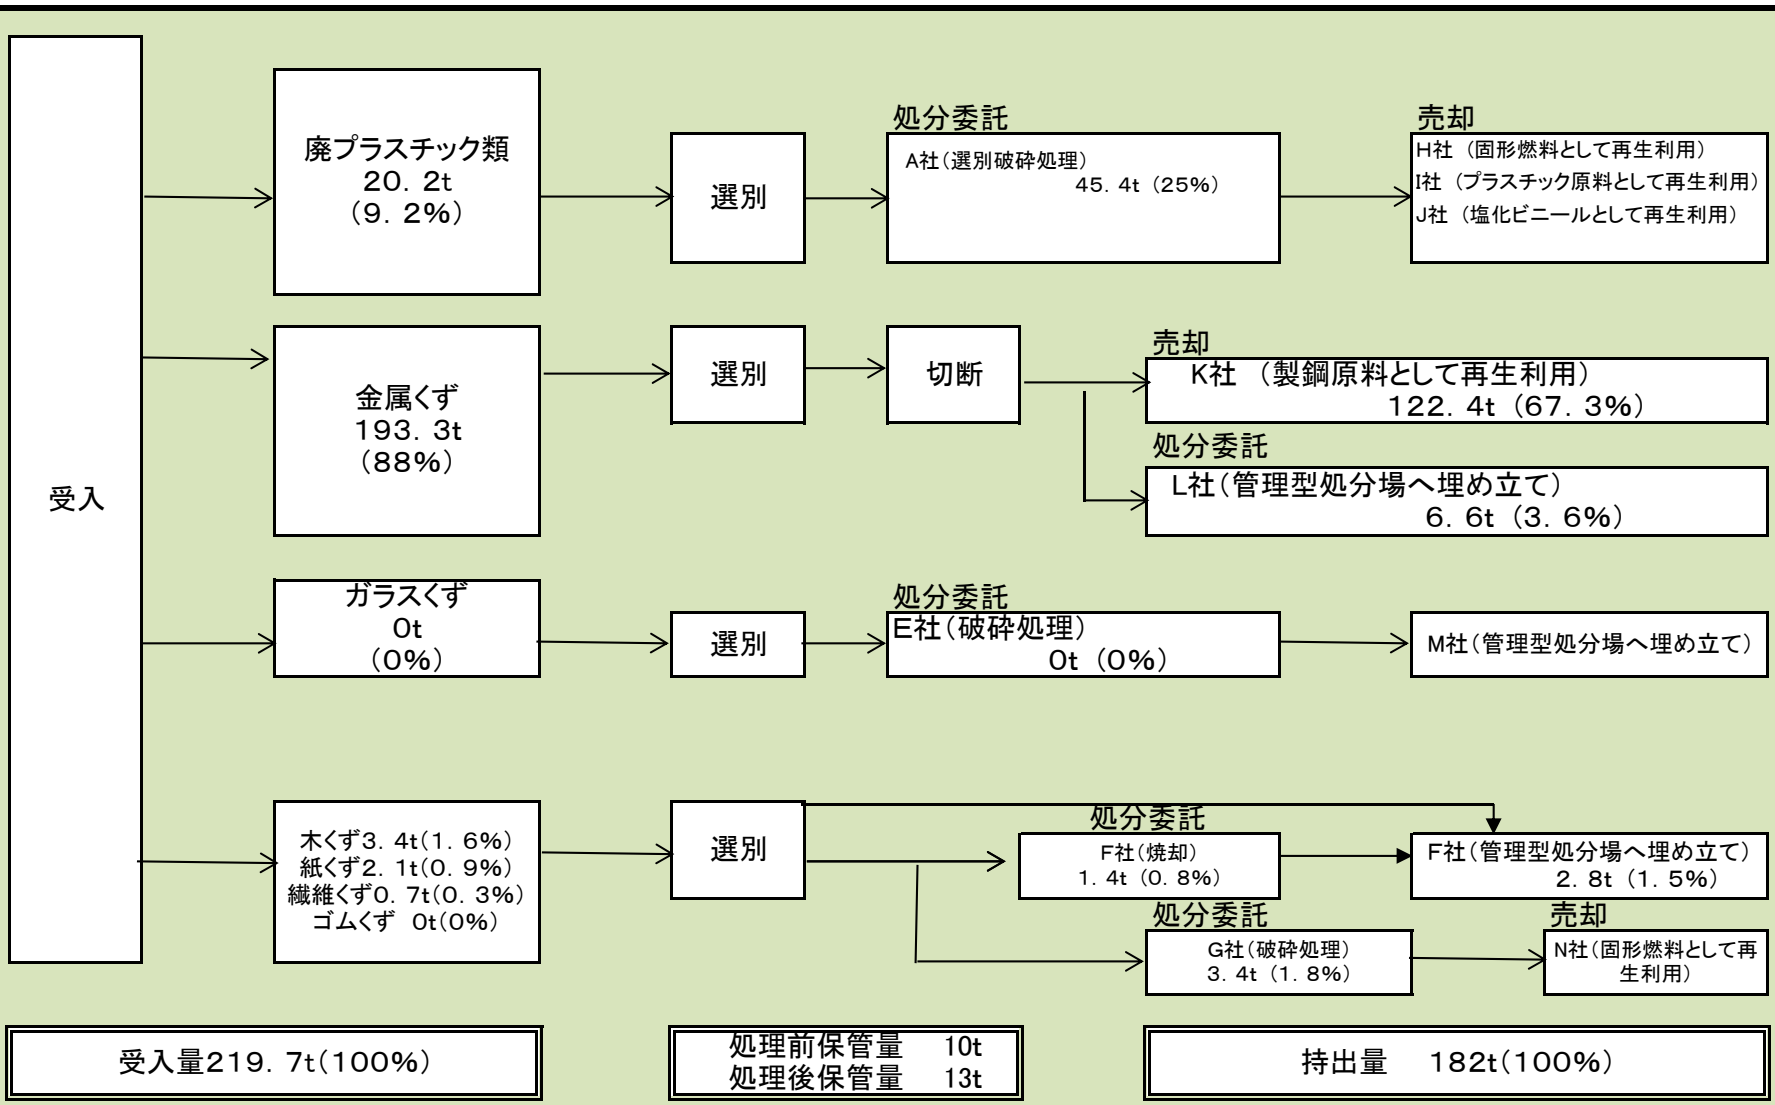 受入
廃プラスチック類
20．2t
（9．2%）
選別
処分委託
A社（選別破砕処理）
45．4t （25%）
売却
H社 （固形燃料として再生利用）
I社 （プラスチック原料として再生利用）
J社 （塩化ビニールとして再生利用）
金属くず
193．3t
（88%）
選別
切断
売却
K社 （製鋼原料として再生利用）
122．4t （67．3%）
処分委託
L社（管理型処分場へ埋め立て）
6．6t （3．6%）
ガラスくず
0t
（0%）
選別
処分委託
E社（破砕処理）
0t （0%）
M社（管理型処分場へ埋め立て）
木くず3．4t(1．6%)
紙くず2．1t(0．9%)
繊維くず0．7t(0．3%)
ゴムくず 0t(0%)
選別
処分委託
F社（焼却）
1．4t （0．8%）
F社（管理型処分場へ埋め立て）
2．8t （1．5%）
処分委託
G社（破砕処理）
3．4t （1．8%）
売却
N社（固形燃料として再
生利用）
受入量219．7t(100%)
処理前保管量 10t
処理後保管量 13t
持出量 182t(100%)